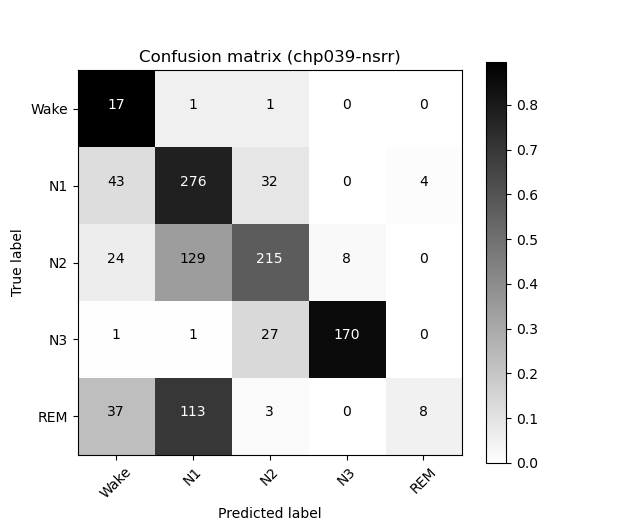 Confusion matrix (chp039-nsrr)
Wake 17 1 1 0 0
N1 43 276 32 0 4
N2 24 129 215 8 0
N3 1 1 27 170 0
REM 37 113 3 0 8
Wake N1 N2 N3 REM
True label
Predicted label
0.8
0.7
0.6
0.5
0.4
0.3
0.2
0.1
0.0